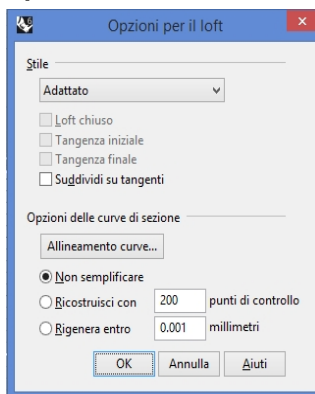 Opzioni per il loft
Stile
Adattato
Loft chiuso
Tangenza iniziale
Tangenza finale
Suddividi su tangenti
Opzioni delle curve di sezione
Allineamento curve...
Non semplificare
Ricostruisci con 200 punti di controllo
Rigenera entro 0.001 millimetri
OK Annulla Aiuti